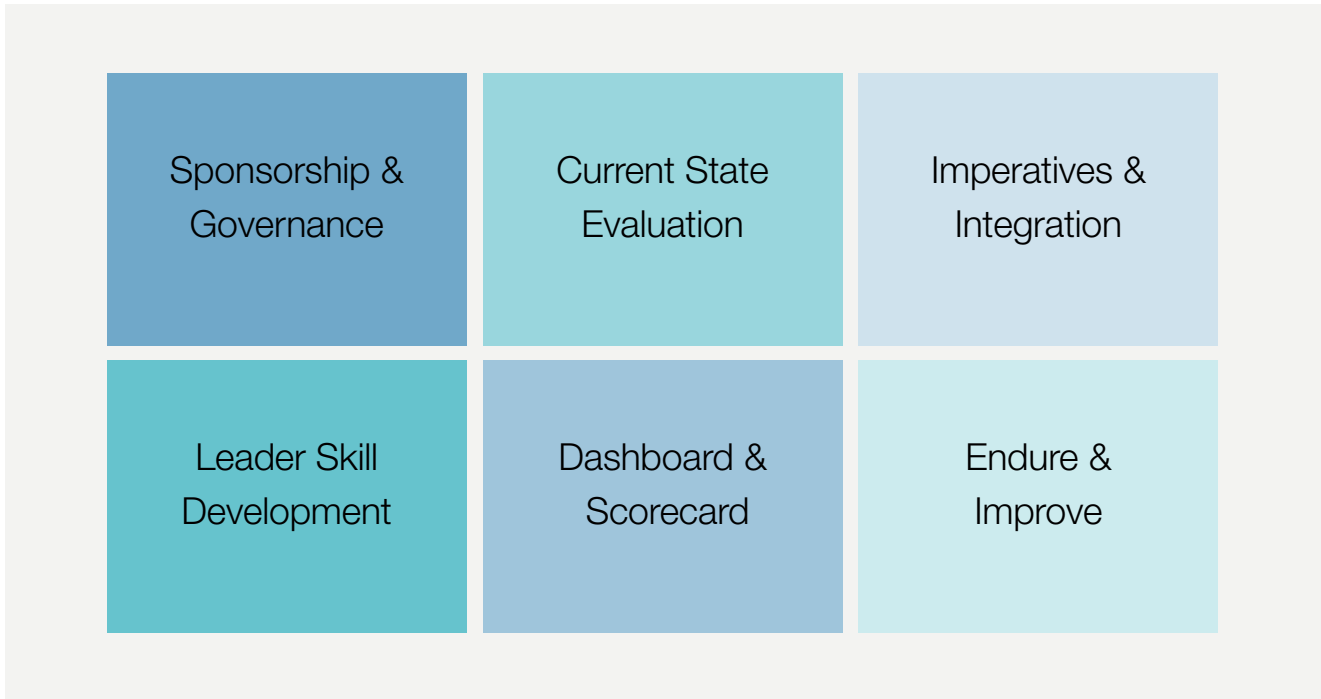 Sponsorship &
Governance
Current State
Evaluation
Imperatives &
Integration
Leader Skill
Development
Dashboard &
Scorecard
Endure &
Improve